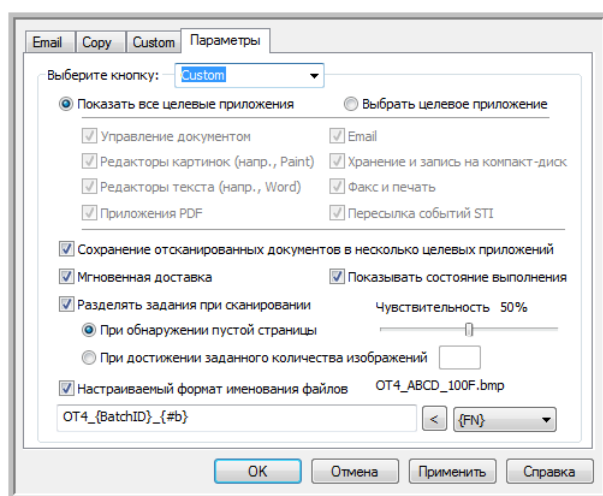 Email Copy Custom Параметры
Выберите кнопку: Custom
Показать все целевые приложения Выбрать целевое приложение
Управление документом Email
Редакторы картинок (напр., Paint) Хранение и запись на компакт-диск
Редакторы текста (напр., Word) Факс и печать
Приложения PDF Пересылка событий STI
Сохранение отсканированных документов в несколько целевых приложений
Мгновенная доставка Показывать состояние выполнения
Разделять задания при сканировании Чувствительность 50%
При обнаружении пустой страницы
При достижении заданного количества изображений
Настраиваемый формат именования файлов OT4_ABCD_100F.bmp
OT4_{BatchID}_{#b} < {FN}
OK Отмена Применить Справка